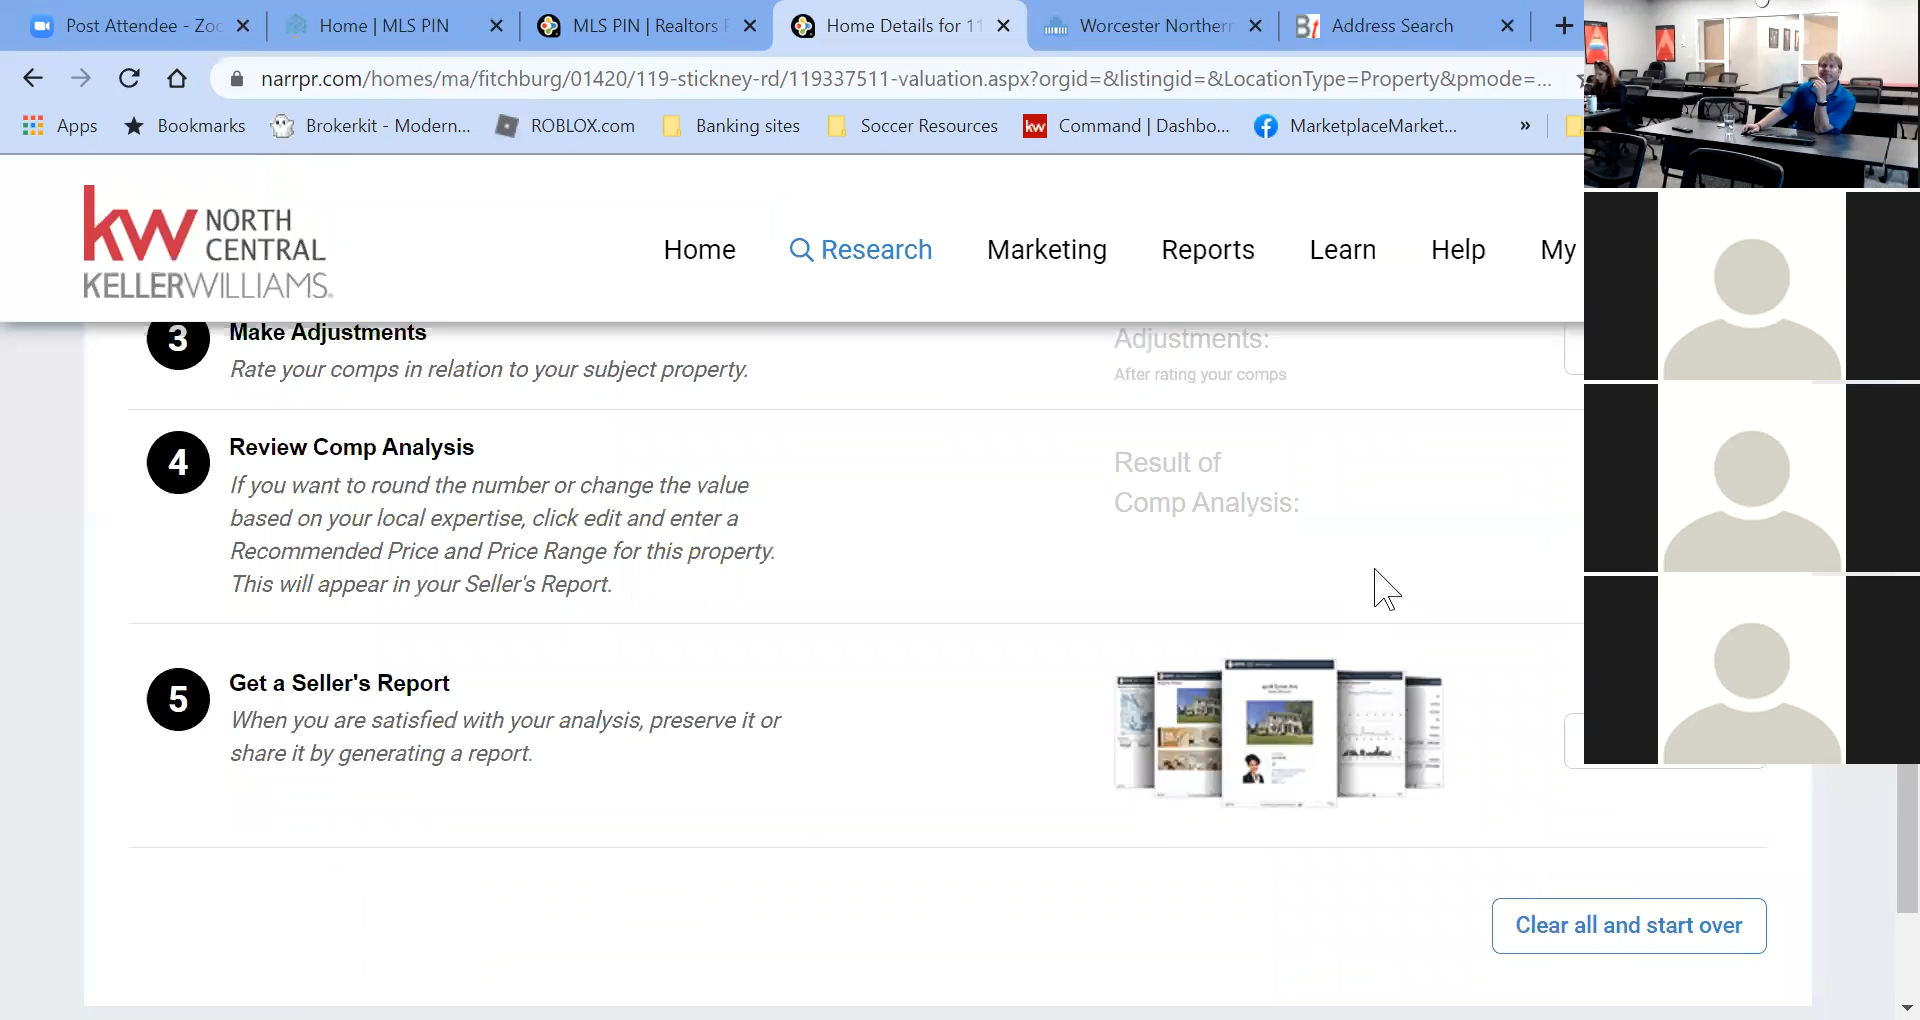 Post Attendee - Zoo
Home | MLS PIN
MLS PIN | Realtors P
Home Details for 11
Worcester Northern
Address Search
narrpr.com/homes/ma/fitchburg/01420/119-stickney-rd/119337511-valuation.aspx?orgid=&listingid=&LocationType=Property&pmode=...
Apps
Bookmarks
Brokerkit - Modern...
ROBLOX.com
Banking sites
Soccer Resources
kw
Command | Dashbo...
MarketplaceMarket...
»
kw NORTH
CENTRAL
KELLERWILLIAMS.
Home
Research
Marketing
Reports
Learn
Help
My
3
Make Adjustments
Rate your comps in relation to your subject property.
Adjustments:
After rating your comps
4
Review Comp Analysis
If you want to round the number or change the value
based on your local expertise, click edit and enter a
Recommended Price and Price Range for this property.
This will appear in your Seller's Report.
Result of
Comp Analysis:
5
Get a Seller's Report
When you are satisfied with your analysis, preserve it or
share it by generating a report.
Clear all and start over